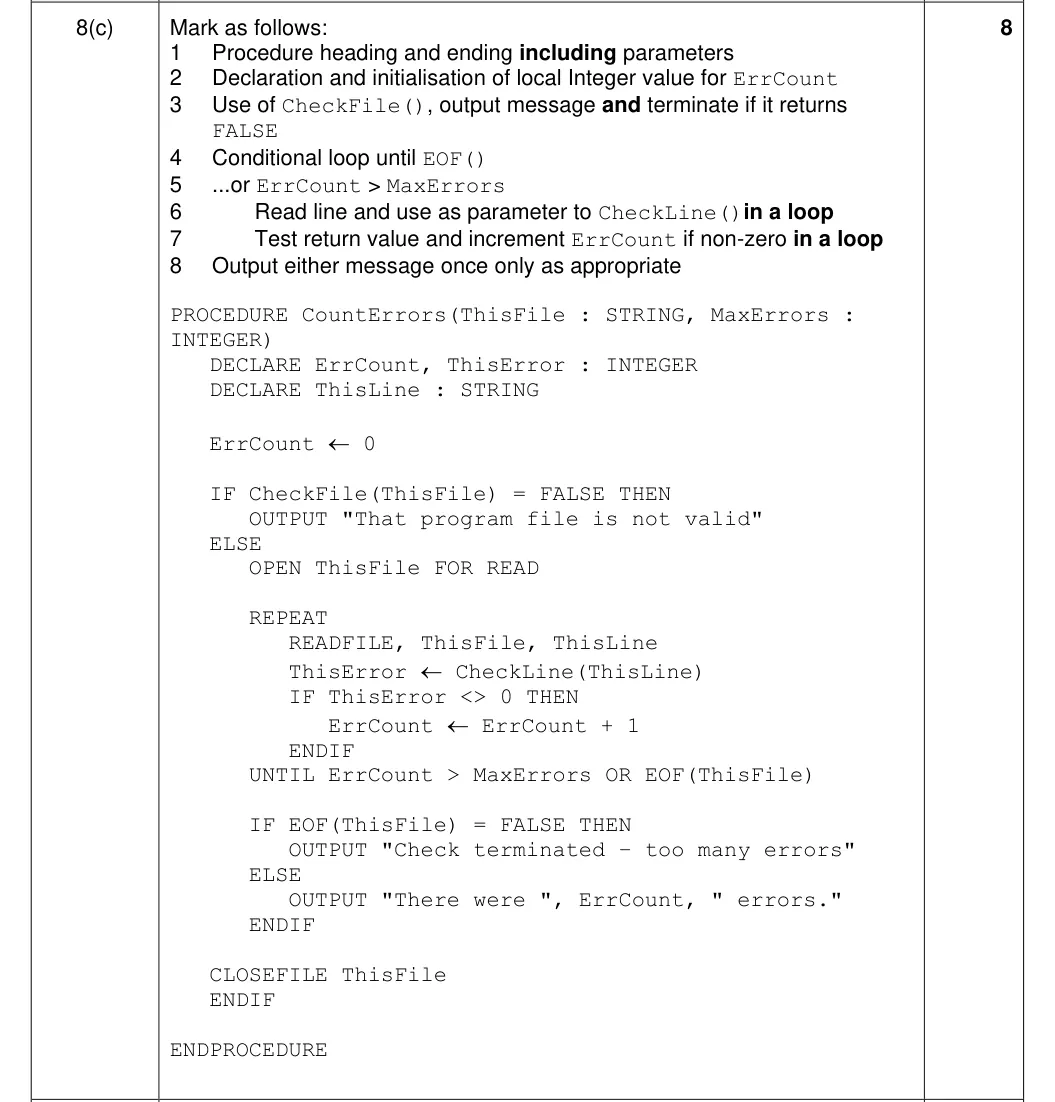 8(c) Mark as follows: 8
1 Procedure heading and ending including parameters
2 Declaration and initialisation of local Integer value for ErrCount
3 Use of CheckFile(), output message and terminate if it returns
FALSE
4 Conditional loop until EOF()
5 ...or ErrCount > MaxErrors
6 Read line and use as parameter to CheckLine() in a loop
7 Test return value and increment ErrCount if non-zero in a loop
8 Output either message once only as appropriate
PROCEDURE CountErrors(ThisFile : STRING, MaxErrors :
INTEGER)
DECLARE ErrCount, ThisError : INTEGER
DECLARE ThisLine : STRING
ErrCount ← 0
IF CheckFile(ThisFile) = FALSE THEN
OUTPUT "That program file is not valid"
ELSE
OPEN ThisFile FOR READ
REPEAT
READFILE, ThisFile, ThisLine
ThisError ← CheckLine(ThisLine)
IF ThisError <> 0 THEN
ErrCount ← ErrCount + 1
ENDIF
UNTIL ErrCount > MaxErrors OR EOF(ThisFile)
IF EOF(ThisFile) = FALSE THEN
OUTPUT "Check terminated – too many errors"
ELSE
OUTPUT "There were ", ErrCount, " errors."
ENDIF
CLOSEFILE ThisFile
ENDIF
ENDPROCEDURE